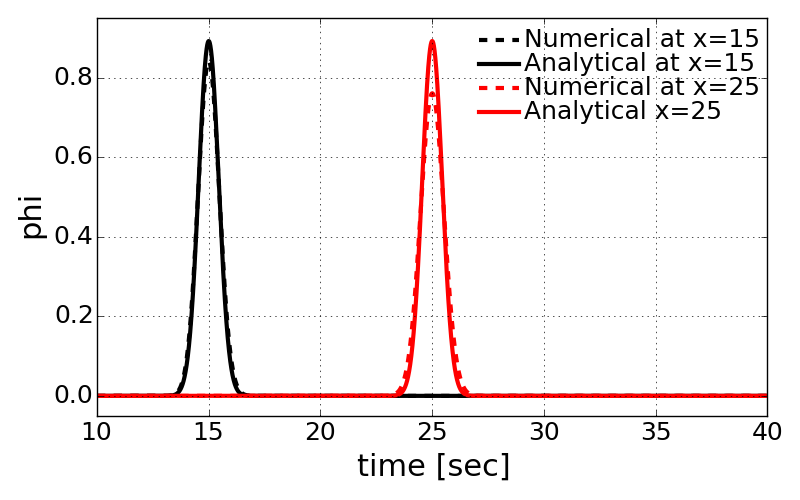 Numerical at x=15
Analytical at x=15
Numerical at x=25
Analytical x=25
phi
0.8
0.6
0.4
0.2
0.0
10 15 20 25 30 35 40
time [sec]